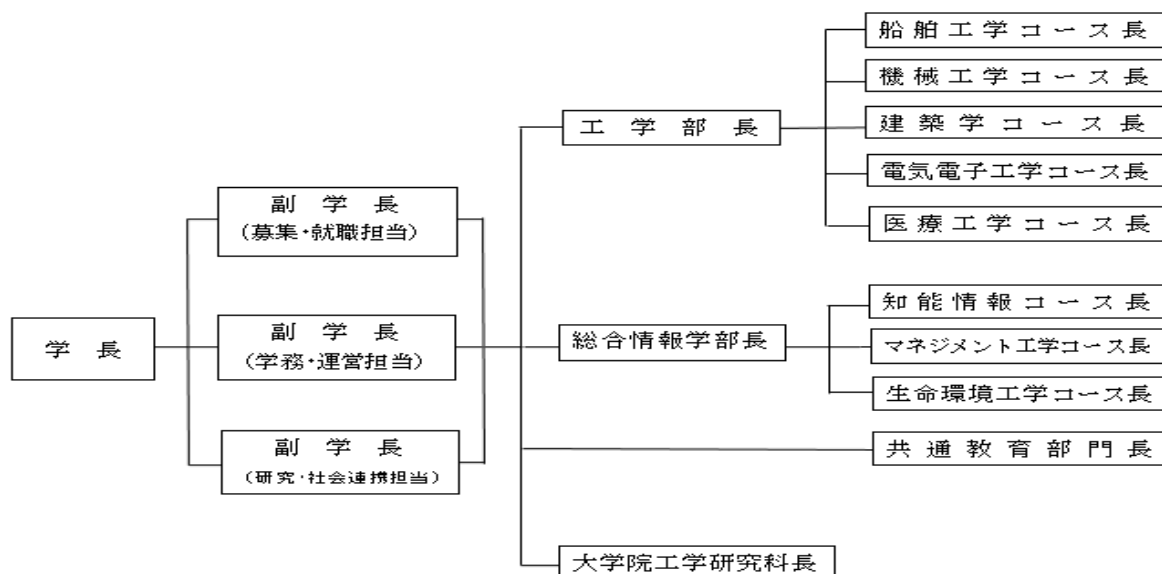 学長
副学長
(募集・就職担当)
副学長
(学務・運営担当)
副学長
(研究・社会連携担当)
工学部長
船舶工学コース長
機械工学コース長
建築学コース長
電気電子工学コース長
医療工学コース長
総合情報学部長
知能情報コース長
マネジメント工学コース長
生命環境工学コース長
共通教育部門長
大学院工学研究科長